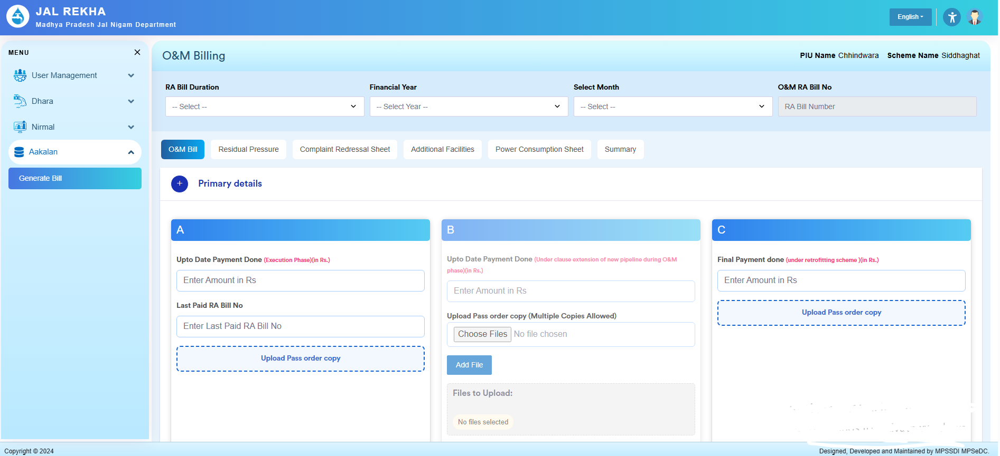 JAL REKHA
Madhya Pradesh Jal Nigam Department
English
MENU
User Management
Dhara
Nirmal
Aakalan
Generate Bill
O&M Billing
PIU Name Chhindwara Scheme Name Siddhaghat
RA Bill Duration
-- Select --
Financial Year
-- Select Year --
Select Month
-- Select --
O&M RA Bill No
RA Bill Number
O&M Bill
Residual Pressure
Complaint Redressal Sheet
Additional Facilities
Power Consumption Sheet
Summary
+ Primary details
A
Upto Date Payment Done (Execution Phase)(in Rs.)
Enter Amount in Rs
Last Paid RA Bill No
Enter Last Paid RA Bill No
Upload Pass order copy
B
Upto Date Payment Done (Under clause extension of new pipeline during O&M
phase)(in Rs.)
Enter Amount in Rs
Upload Pass order copy (Multiple Copies Allowed)
Choose Files No file chosen
Add File
Files to Upload:
No files selected
C
Final Payment done (under retrofitting scheme )(in Rs.)
Enter Amount in Rs
Upload Pass order copy
Copyright © 2024
Designed, Developed and Maintained by MPSSDI MPSeDC.